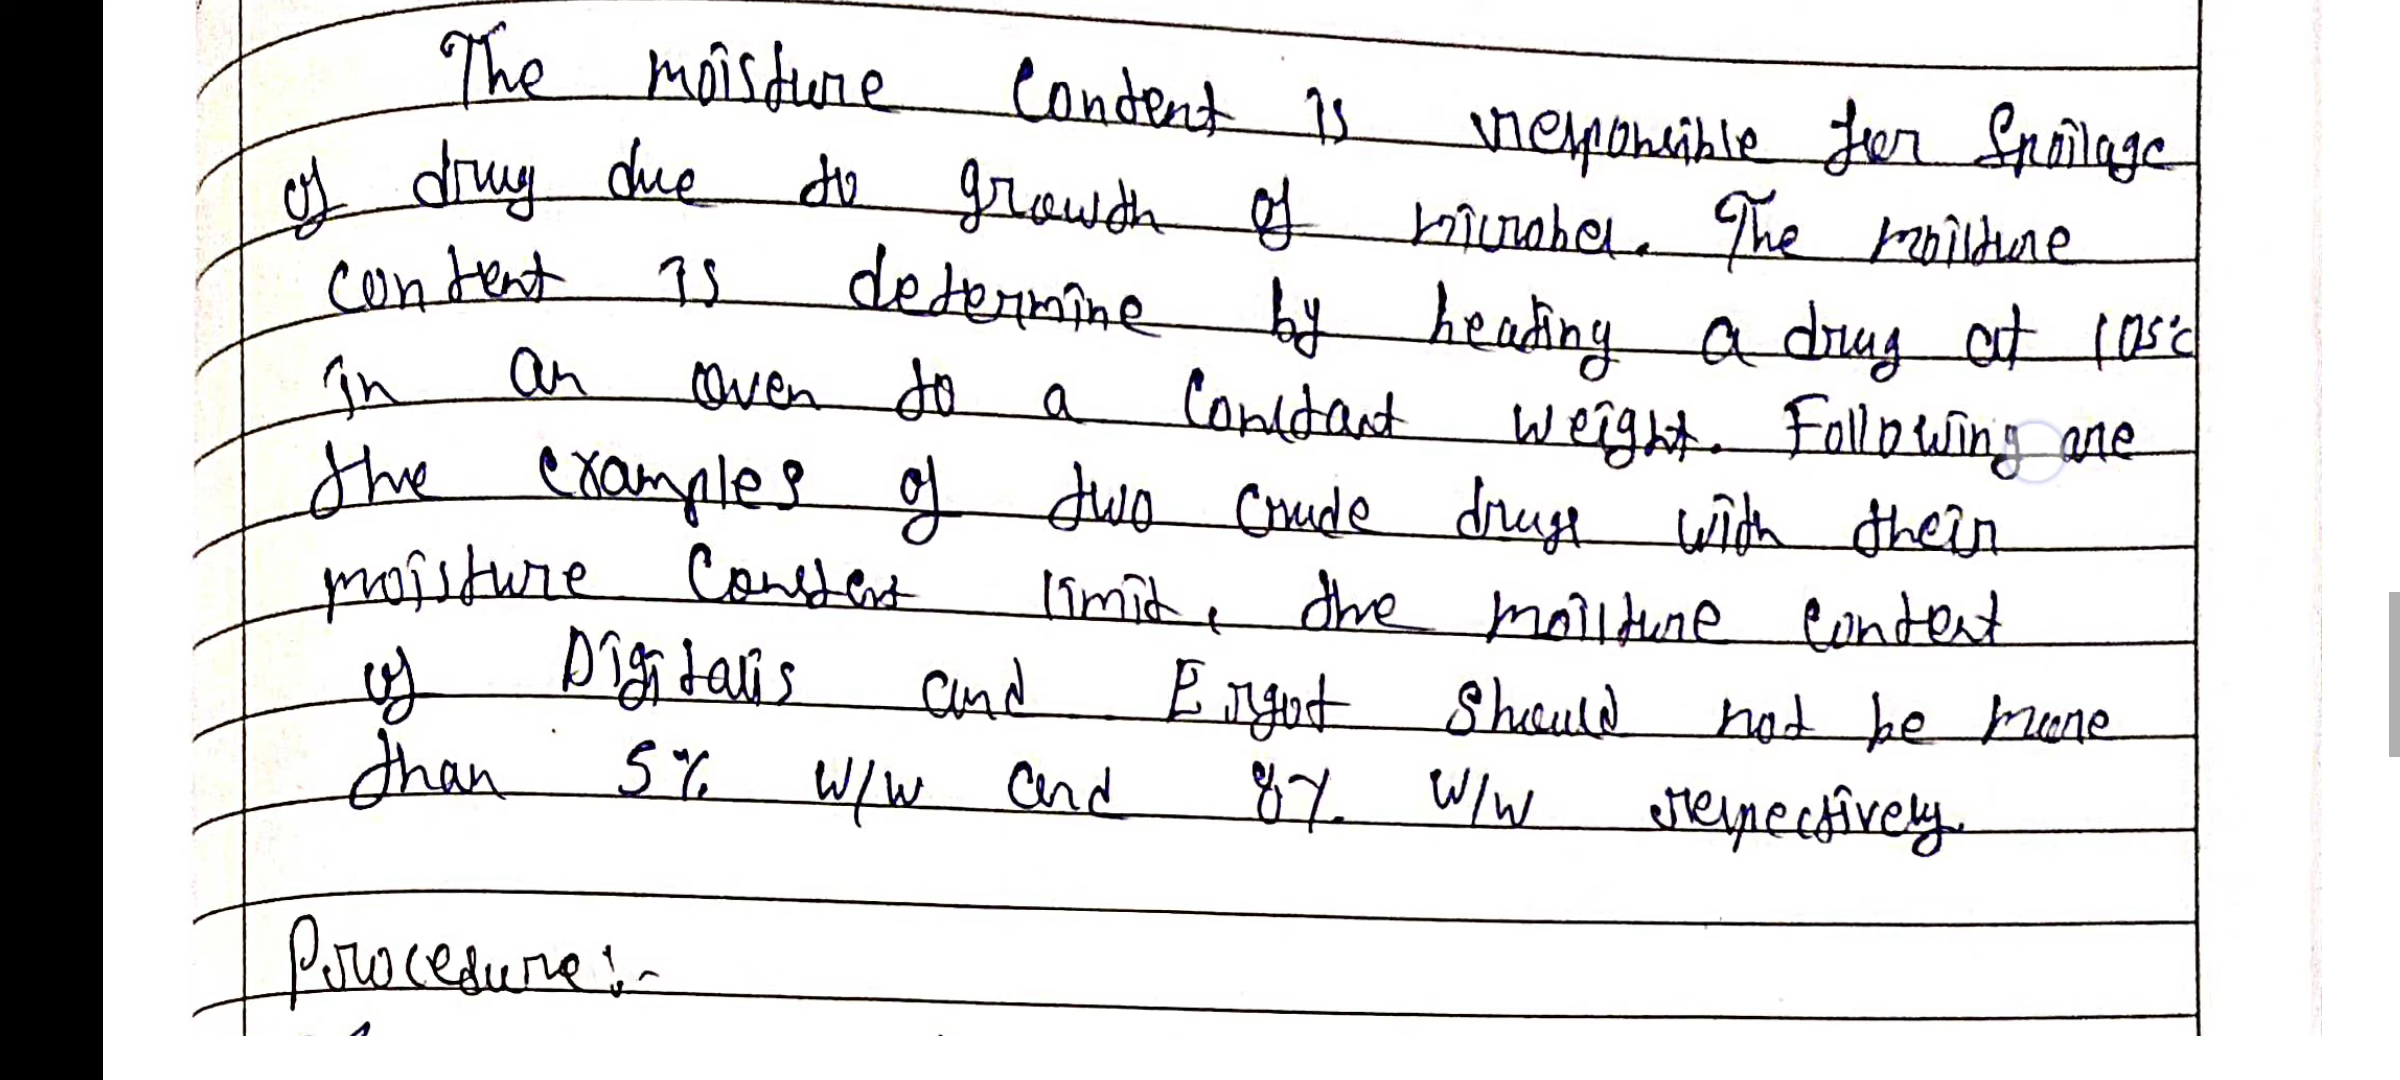 The moisture content is responsible for spoilage
of drug due to growth of microbes. The moisture
content is determine by heating a drug at 105°c
in an oven to a constant weight. Following are
the examples of two crude drugs with their
moisture content limit, the moisture content
of Digitalis and Ergot should not be more
than 5% w/w and 8% w/w respectively.
Procedure:-